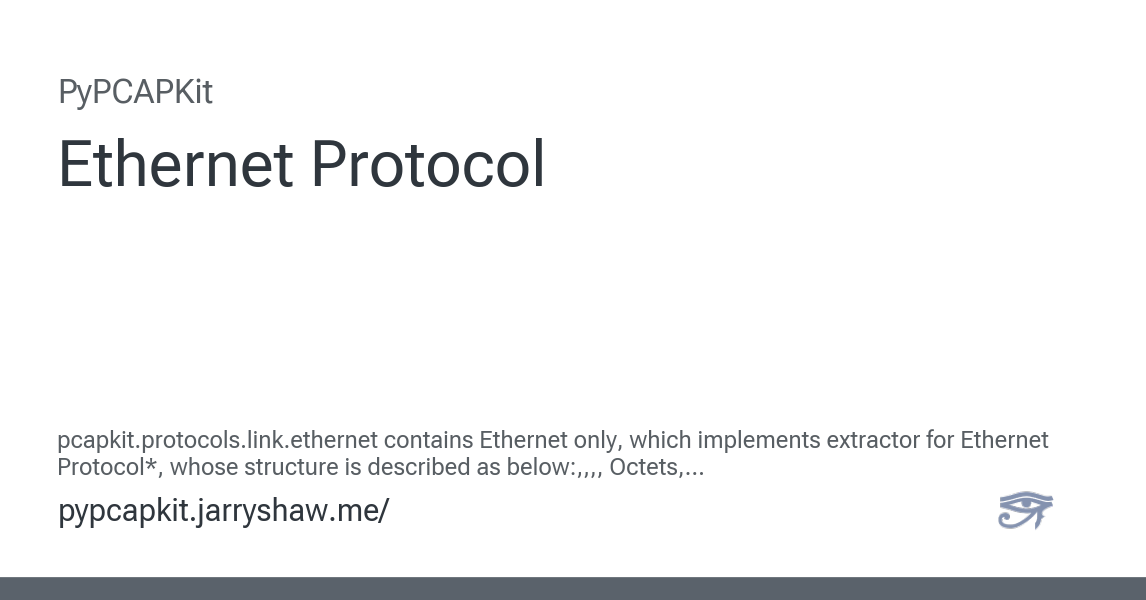 PyPCAPKit
Ethernet Protocol
pcapkit.protocols.link.ethernet contains Ethernet only, which implements extractor for Ethernet
Protocol*, whose structure is described as below:,,,, Octets,...
pypcapkit.jarryshaw.me/